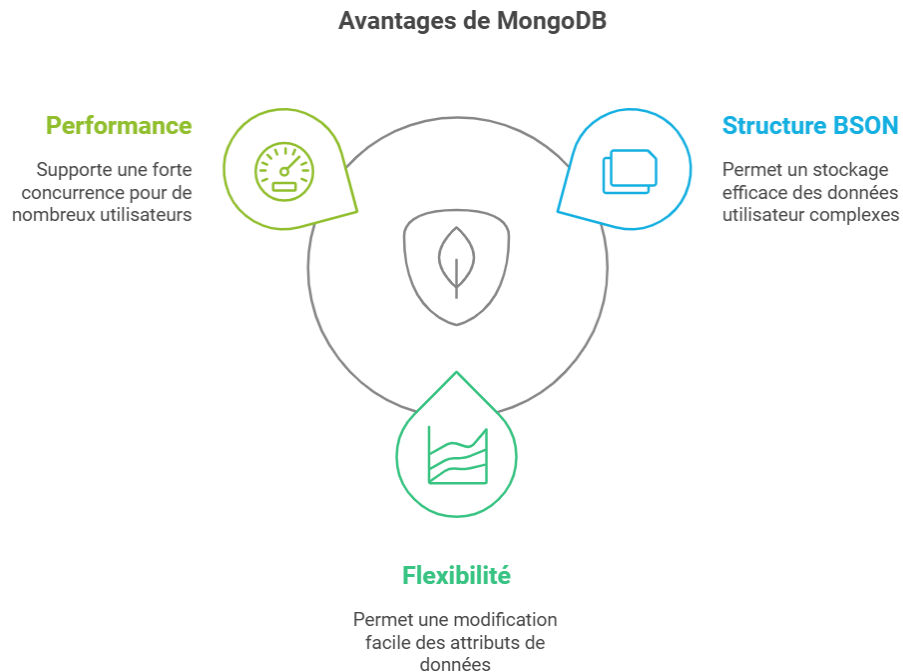 Avantages de MongoDB
Performance
Supporte une forte
concurrence pour de
nombreux utilisateurs
Structure BSON
Permet un stockage
efficace des données
utilisateur complexes
Flexibilité
Permet une modification
facile des attributs de
données